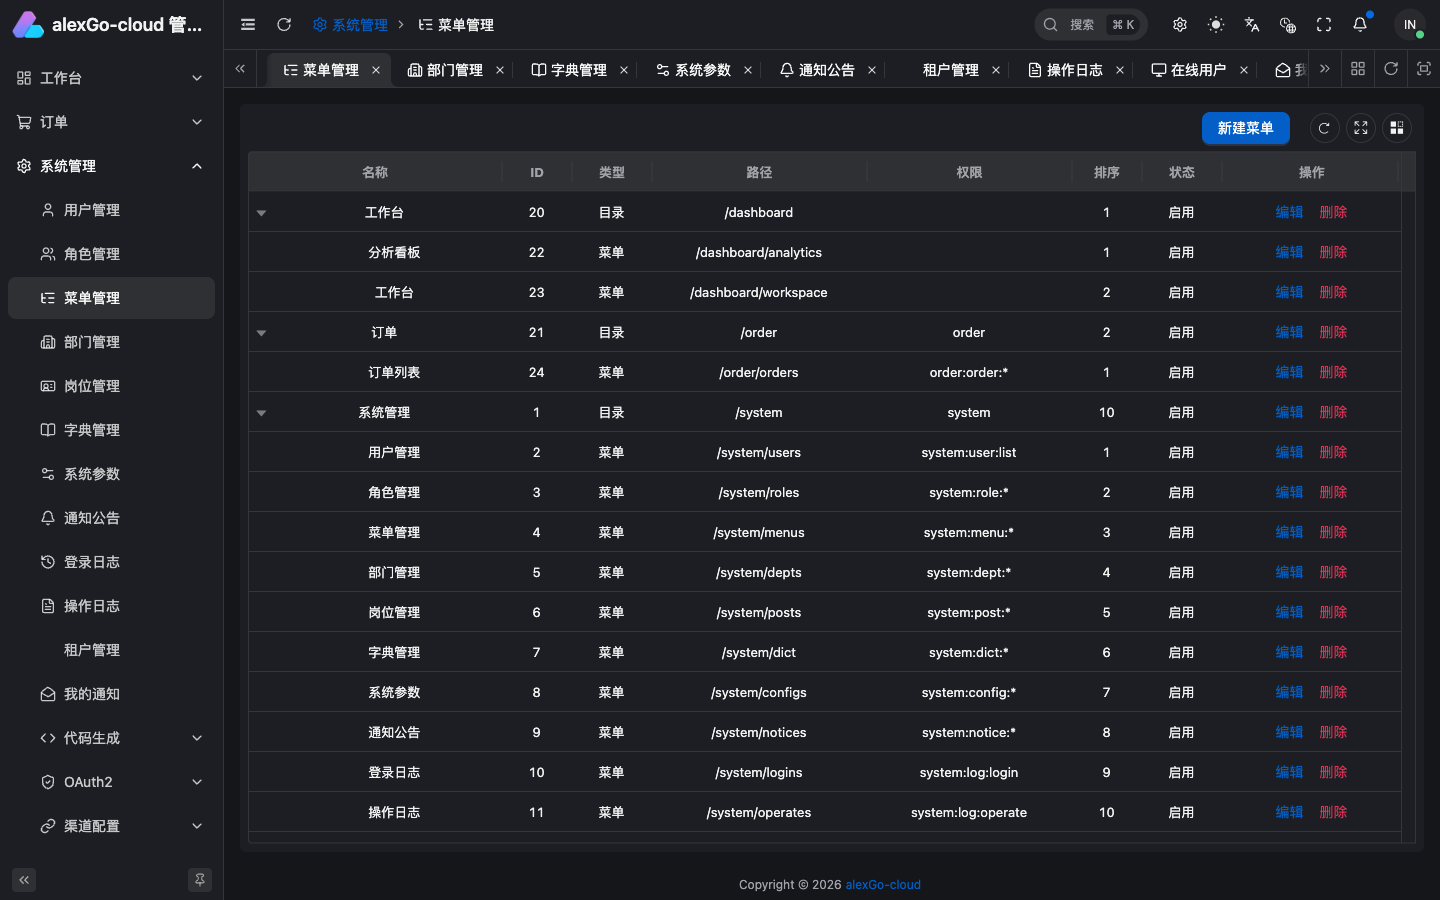 alexGo-cloud 管...
系统管理
菜单管理
搜索
⌘ K
IN
工作台
订单
系统管理
用户管理
角色管理
菜单管理
部门管理
岗位管理
字典管理
系统参数
通知公告
登录日志
操作日志
租户管理
我的通知
代码生成
OAuth2
渠道配置
菜单管理
部门管理
字典管理
系统参数
通知公告
租户管理
操作日志
在线用户
新建菜单
名称 ID 类型 路径 权限 排序 状态 操作
工作台 20 目录 /dashboard 1 启用 编辑 删除
分析看板 22 菜单 /dashboard/analytics 1 启用 编辑 删除
工作台 23 菜单 /dashboard/workspace 2 启用 编辑 删除
订单 21 目录 /order order 2 启用 编辑 删除
订单列表 24 菜单 /order/orders order:order:* 1 启用 编辑 删除
系统管理 1 目录 /system system 10 启用 编辑 删除
用户管理 2 菜单 /system/users system:user:list 1 启用 编辑 删除
角色管理 3 菜单 /system/roles system:role:* 2 启用 编辑 删除
菜单管理 4 菜单 /system/menus system:menu:* 3 启用 编辑 删除
部门管理 5 菜单 /system/depts system:dept:* 4 启用 编辑 删除
岗位管理 6 菜单 /system/posts system:post:* 5 启用 编辑 删除
字典管理 7 菜单 /system/dict system:dict:* 6 启用 编辑 删除
系统参数 8 菜单 /system/configs system:config:* 7 启用 编辑 删除
通知公告 9 菜单 /system/notices system:notice:* 8 启用 编辑 删除
登录日志 10 菜单 /system/logins system:log:login 9 启用 编辑 删除
操作日志 11 菜单 /system/operates system:log:operate 10 启用 编辑 删除
Copyright © 2026 alexGo-cloud